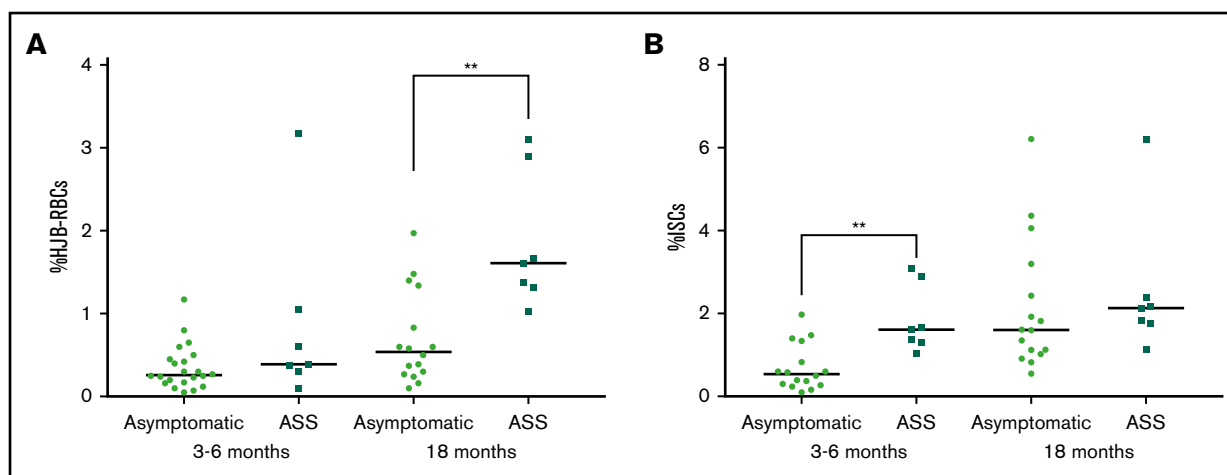 A
%HJB-RBCs
4
3
2
1
0
**
Asymptomatic ASS Asymptomatic ASS
3-6 months 18 months
B
%ISCs
8
6
4
2
0
**
Asymptomatic ASS Asymptomatic ASS
3-6 months 18 months